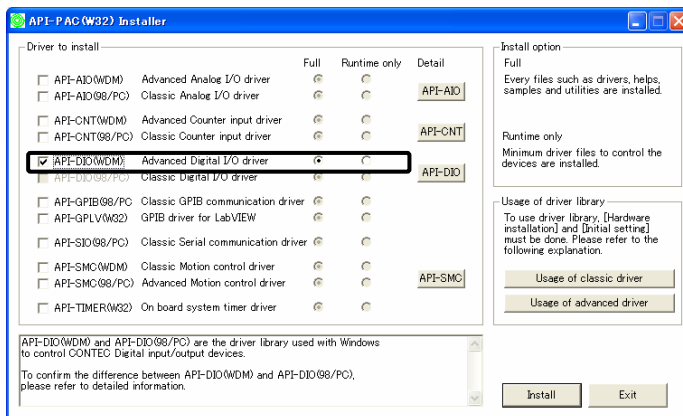 API-PAC(W32) Installer
Driver to install
Full Runtime only Detail
API-AIO(WDM) Advanced Analog I/O driver
API-AIO(98/PC) Classic Analog I/O driver
API-AIO
API-CNT(WDM) Advanced Counter input driver
API-CNT(98/PC) Classic Counter input driver
API-CNT
API-DIO(WDM) Advanced Digital I/O driver
API-DIO(98/PC) Classic Digital I/O driver
API-DIO
API-GPIB(98/PC Classic GPIB communication driver
API-GPLV(W32) GPIB driver for LabVIEW
API-SIO(98/PC) Classic Serial communication driver
API-SMC(WDM) Classic Motion control driver
API-SMC(98/PC) Advanced Motion control driver
API-SMC
API-TIMER(W32) On board system timer driver
Install option
Full
Every files such as drivers, helps,
samples and utilities are installed.
Runtime only
Minimum driver files to control the
devices are installed.
Usage of driver library
To use driver library, [Hardware
installation] and [Initial setting]
must be done. Please refer to the
following explanation.
Usage of classic driver
Usage of advanced driver
API-DIO(WDM) and API-DIO(98/PC) are the driver library used with Windows
to control CONTEC Digital input/output devices.
To confirm the difference between API-DIO(WDM) and API-DIO(98/PC),
please refer to detailed information.
Install Exit